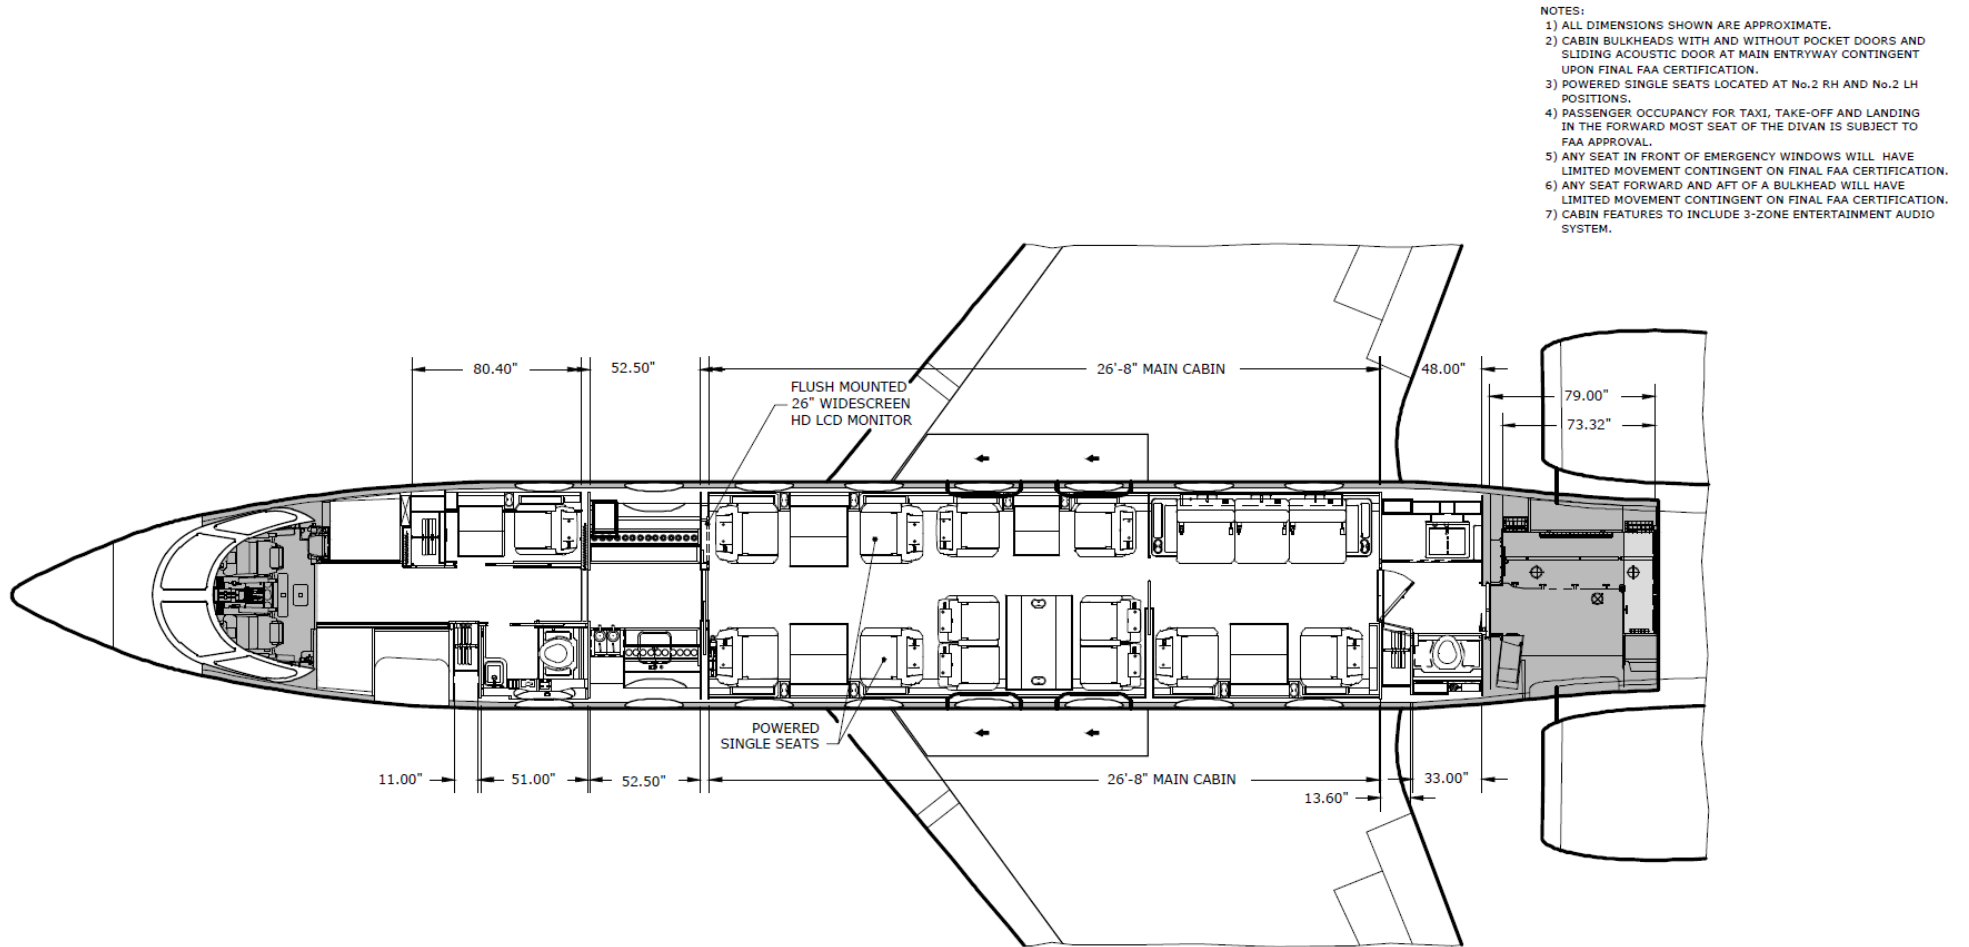 NOTES:
1) ALL DIMENSIONS SHOWN ARE APPROXIMATE.
2) CABIN BULKHEADS WITH AND WITHOUT POCKET DOORS AND
SLIDING ACOUSTIC DOOR AT MAIN ENTRYWAY CONTINGENT
UPON FINAL FAA CERTIFICATION.
3) POWERED SINGLE SEATS LOCATED AT No.2 RH AND No.2 LH
POSITIONS.
4) PASSENGER OCCUPANCY FOR TAXI, TAKE-OFF AND LANDING
IN THE FORWARD MOST SEAT OF THE DIVAN IS SUBJECT TO
FAA APPROVAL.
5) ANY SEAT IN FRONT OF EMERGENCY WINDOWS WILL HAVE
LIMITED MOVEMENT CONTINGENT ON FINAL FAA CERTIFICATION.
6) ANY SEAT FORWARD AND AFT OF A BULKHEAD WILL HAVE
LIMITED MOVEMENT CONTINGENT ON FINAL FAA CERTIFICATION.
7) CABIN FEATURES TO INCLUDE 3-ZONE ENTERTAINMENT AUDIO
SYSTEM.
80.40"
52.50"
26'-8" MAIN CABIN
48.00"
FLUSH MOUNTED
26" WIDESCREEN
HD LCD MONITOR
79.00"
73.32"
POWERED
SINGLE SEATS
11.00"
51.00"
52.50"
26'-8" MAIN CABIN
33.00"
13.60"